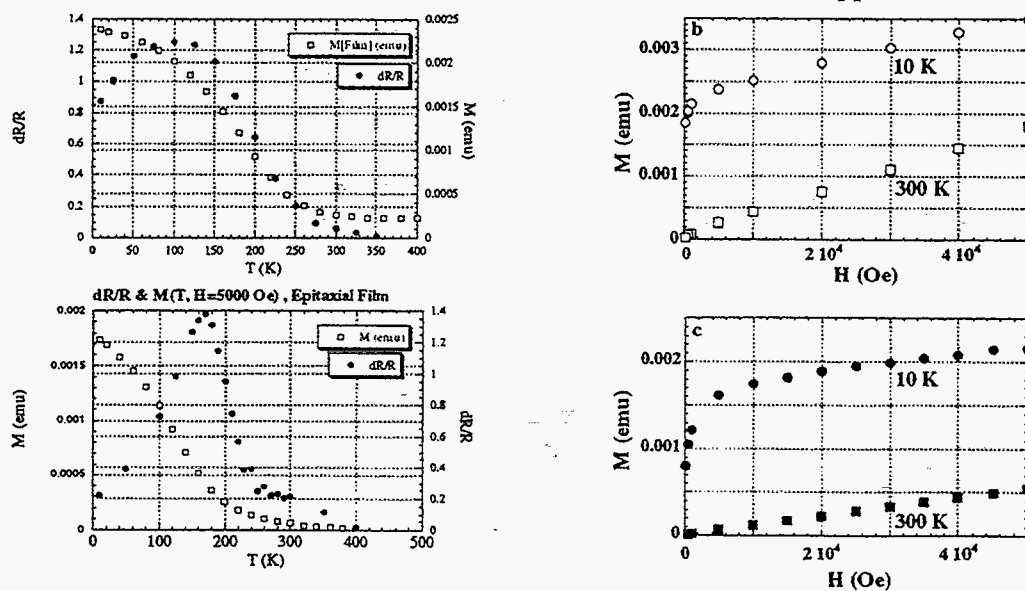 1.4
1.2
1
0.8
0.6
0.4
0.2
0
dR/R
M[Film] (emu)
dR/R
0.0025
0.002
0.0015
0.001
0.0005
0
M (emu)
0 50 100 150 200 250 300 350 400
T (K)
dR/R & M(T, H=5000 Oe) , Epitaxial Film
0.002
0.0015
0.001
0.0005
0
M (emu)
M (emu)
dR/R
1.4
1.2
1
0.8
0.6
0.4
0.2
0
dR/R
0 100 200 300 400 500
T (K)
b
0.003
0.002
0.001
0
M (emu)
10 K
300 K
0 2 10⁴ 4 10⁴
H (Oe)
c
0.002
0.001
0
M (emu)
10 K
300 K
0 2 10⁴ 4 10⁴
H (Oe)